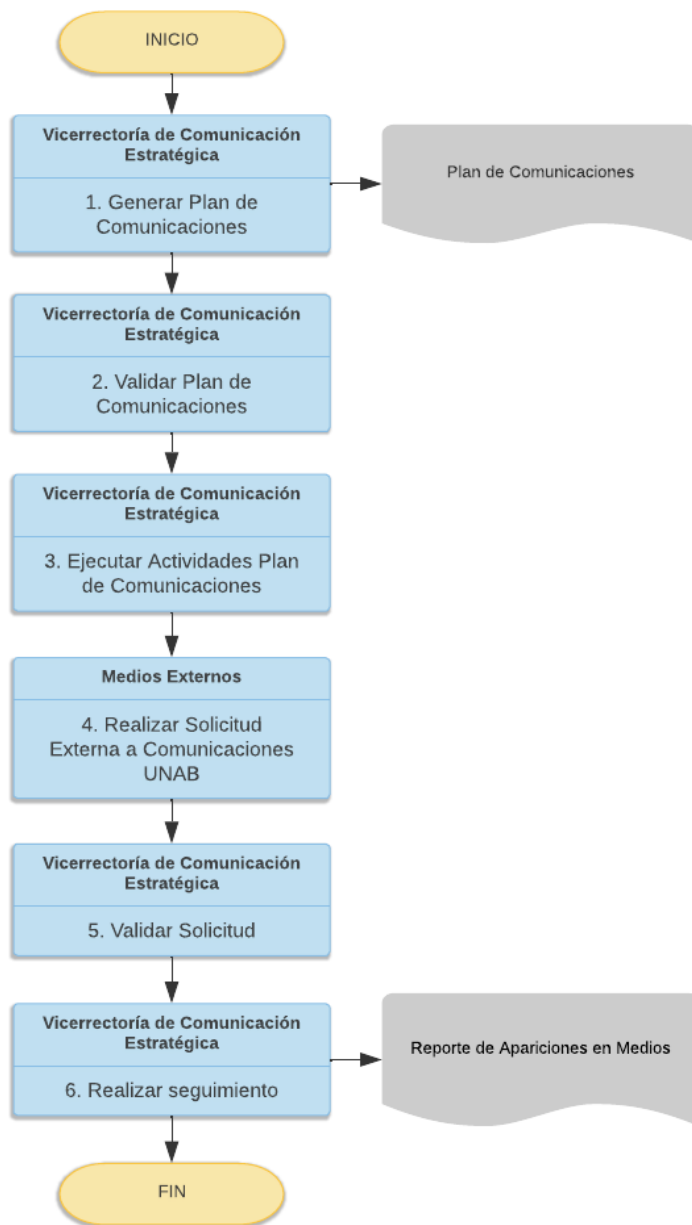 INICIO
Vicerrectoría de Comunicación
Estratégica
1. Generar Plan de
Comunicaciones
Plan de Comunicaciones
Vicerrectoría de Comunicación
Estratégica
2. Validar Plan de
Comunicaciones
Vicerrectoría de Comunicación
Estratégica
3. Ejecutar Actividades Plan
de Comunicaciones
Medios Externos
4. Realizar Solicitud
Externa a Comunicaciones
UNAB
Vicerrectoría de Comunicación
Estratégica
5. Validar Solicitud
Vicerrectoría de Comunicación
Estratégica
6. Realizar seguimiento
Reporte de Apariciones en Medios
FIN